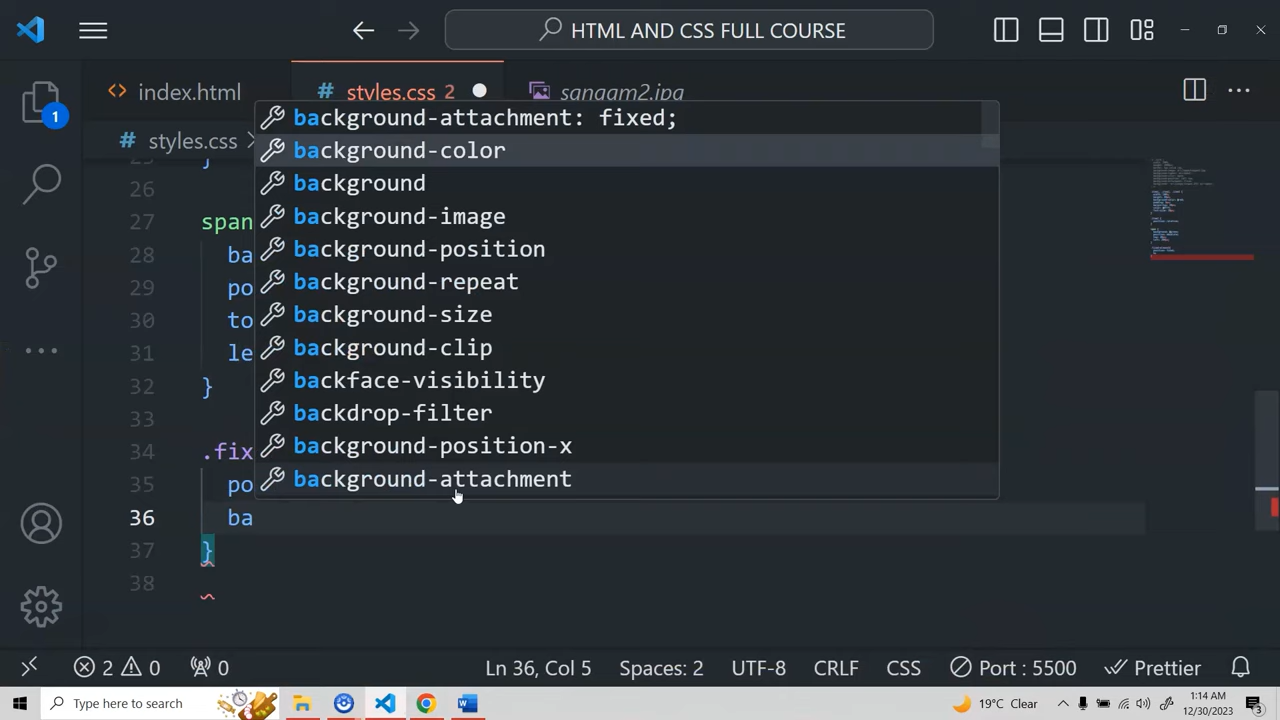 HTML AND CSS FULL COURSE
index.html
# styles.css 2
sangam2.jpg
# styles.css
1
background-attachment: fixed;
background-color
background
background-image
background-position
background-repeat
background-size
background-clip
backface-visibility
backdrop-filter
background-position-x
background-attachment
25 }
26
27 span
28 ba
29 po
30 to
31 le
32 }
33
34 .fix
35 po
36 ba
37 }
38
2 0 0
Ln 36, Col 5 Spaces: 2 UTF-8 CRLF CSS Port : 5500 Prettier
Type here to search
19°C Clear
1:14 AM
12/30/2023
3